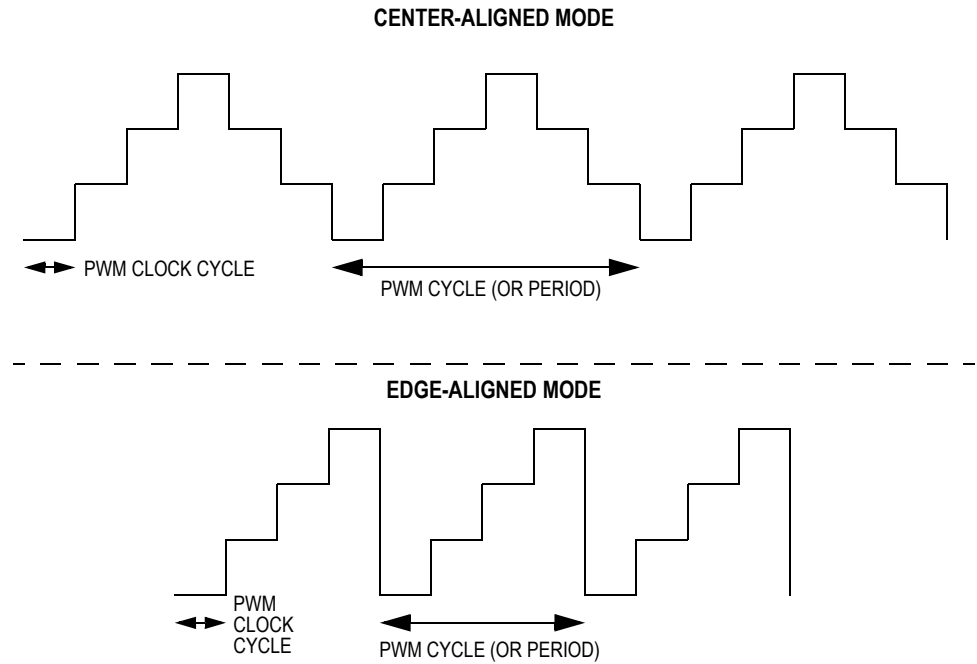 CENTER-ALIGNED MODE
PWM CLOCK CYCLE
PWM CYCLE (OR PERIOD)
EDGE-ALIGNED MODE
PWM
CLOCK
CYCLE
PWM CYCLE (OR PERIOD)